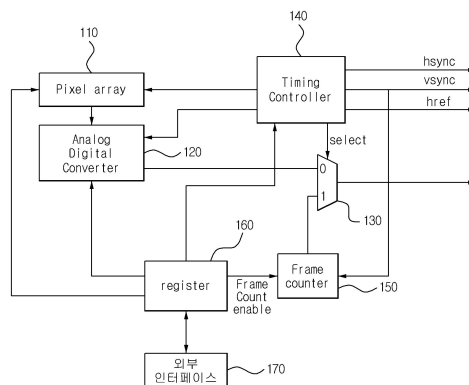 140
110
hsync
vsync
href
Pixel array
Timing
Controller
Analog
Digital
Converter
120
select
0
1
130
160
register
Frame
Count
enable
Frame
counter
150
외부
인터페이스
170